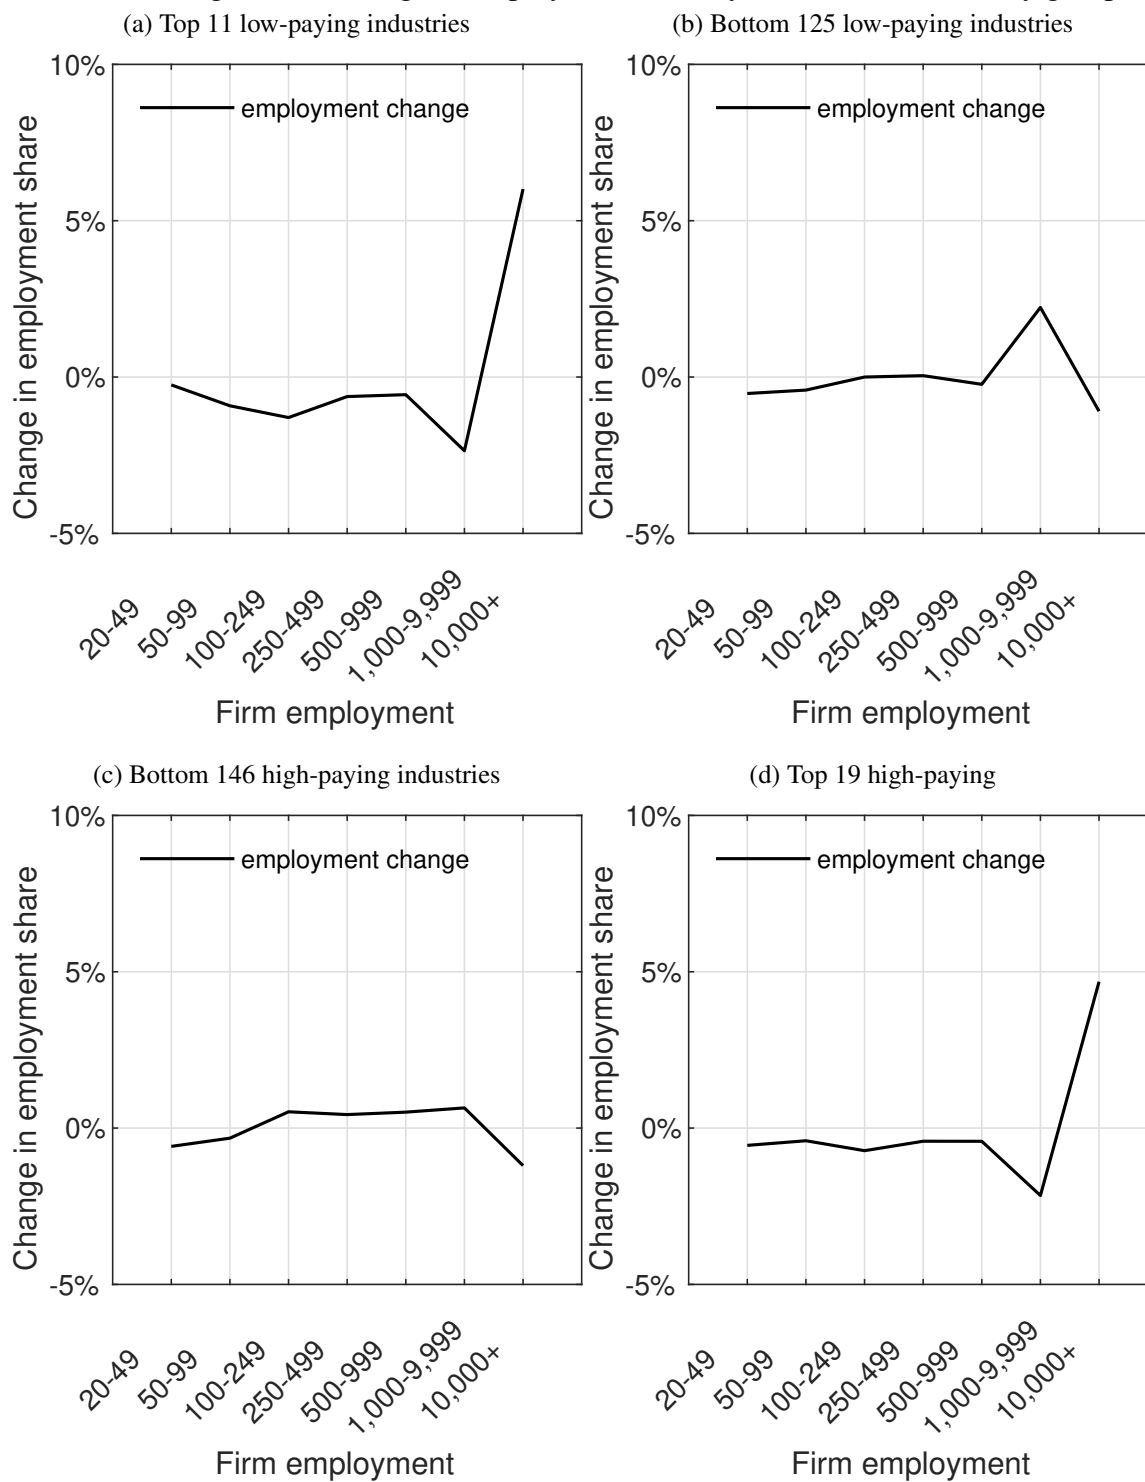 (a) Top 11 low-paying industries
10%
5%
0%
-5%
employment change
Change in employment share
20-49
50-99
100-249
250-499
500-999
1,000-9,999
10,000+
Firm employment
(b) Bottom 125 low-paying industries
10%
5%
0%
-5%
employment change
Change in employment share
20-49
50-99
100-249
250-499
500-999
1,000-9,999
10,000+
Firm employment
(c) Bottom 146 high-paying industries
10%
5%
0%
-5%
employment change
Change in employment share
20-49
50-99
100-249
250-499
500-999
1,000-9,999
10,000+
Firm employment
(d) Top 19 high-paying
10%
5%
0%
-5%
employment change
Change in employment share
20-49
50-99
100-249
250-499
500-999
1,000-9,999
10,000+
Firm employment